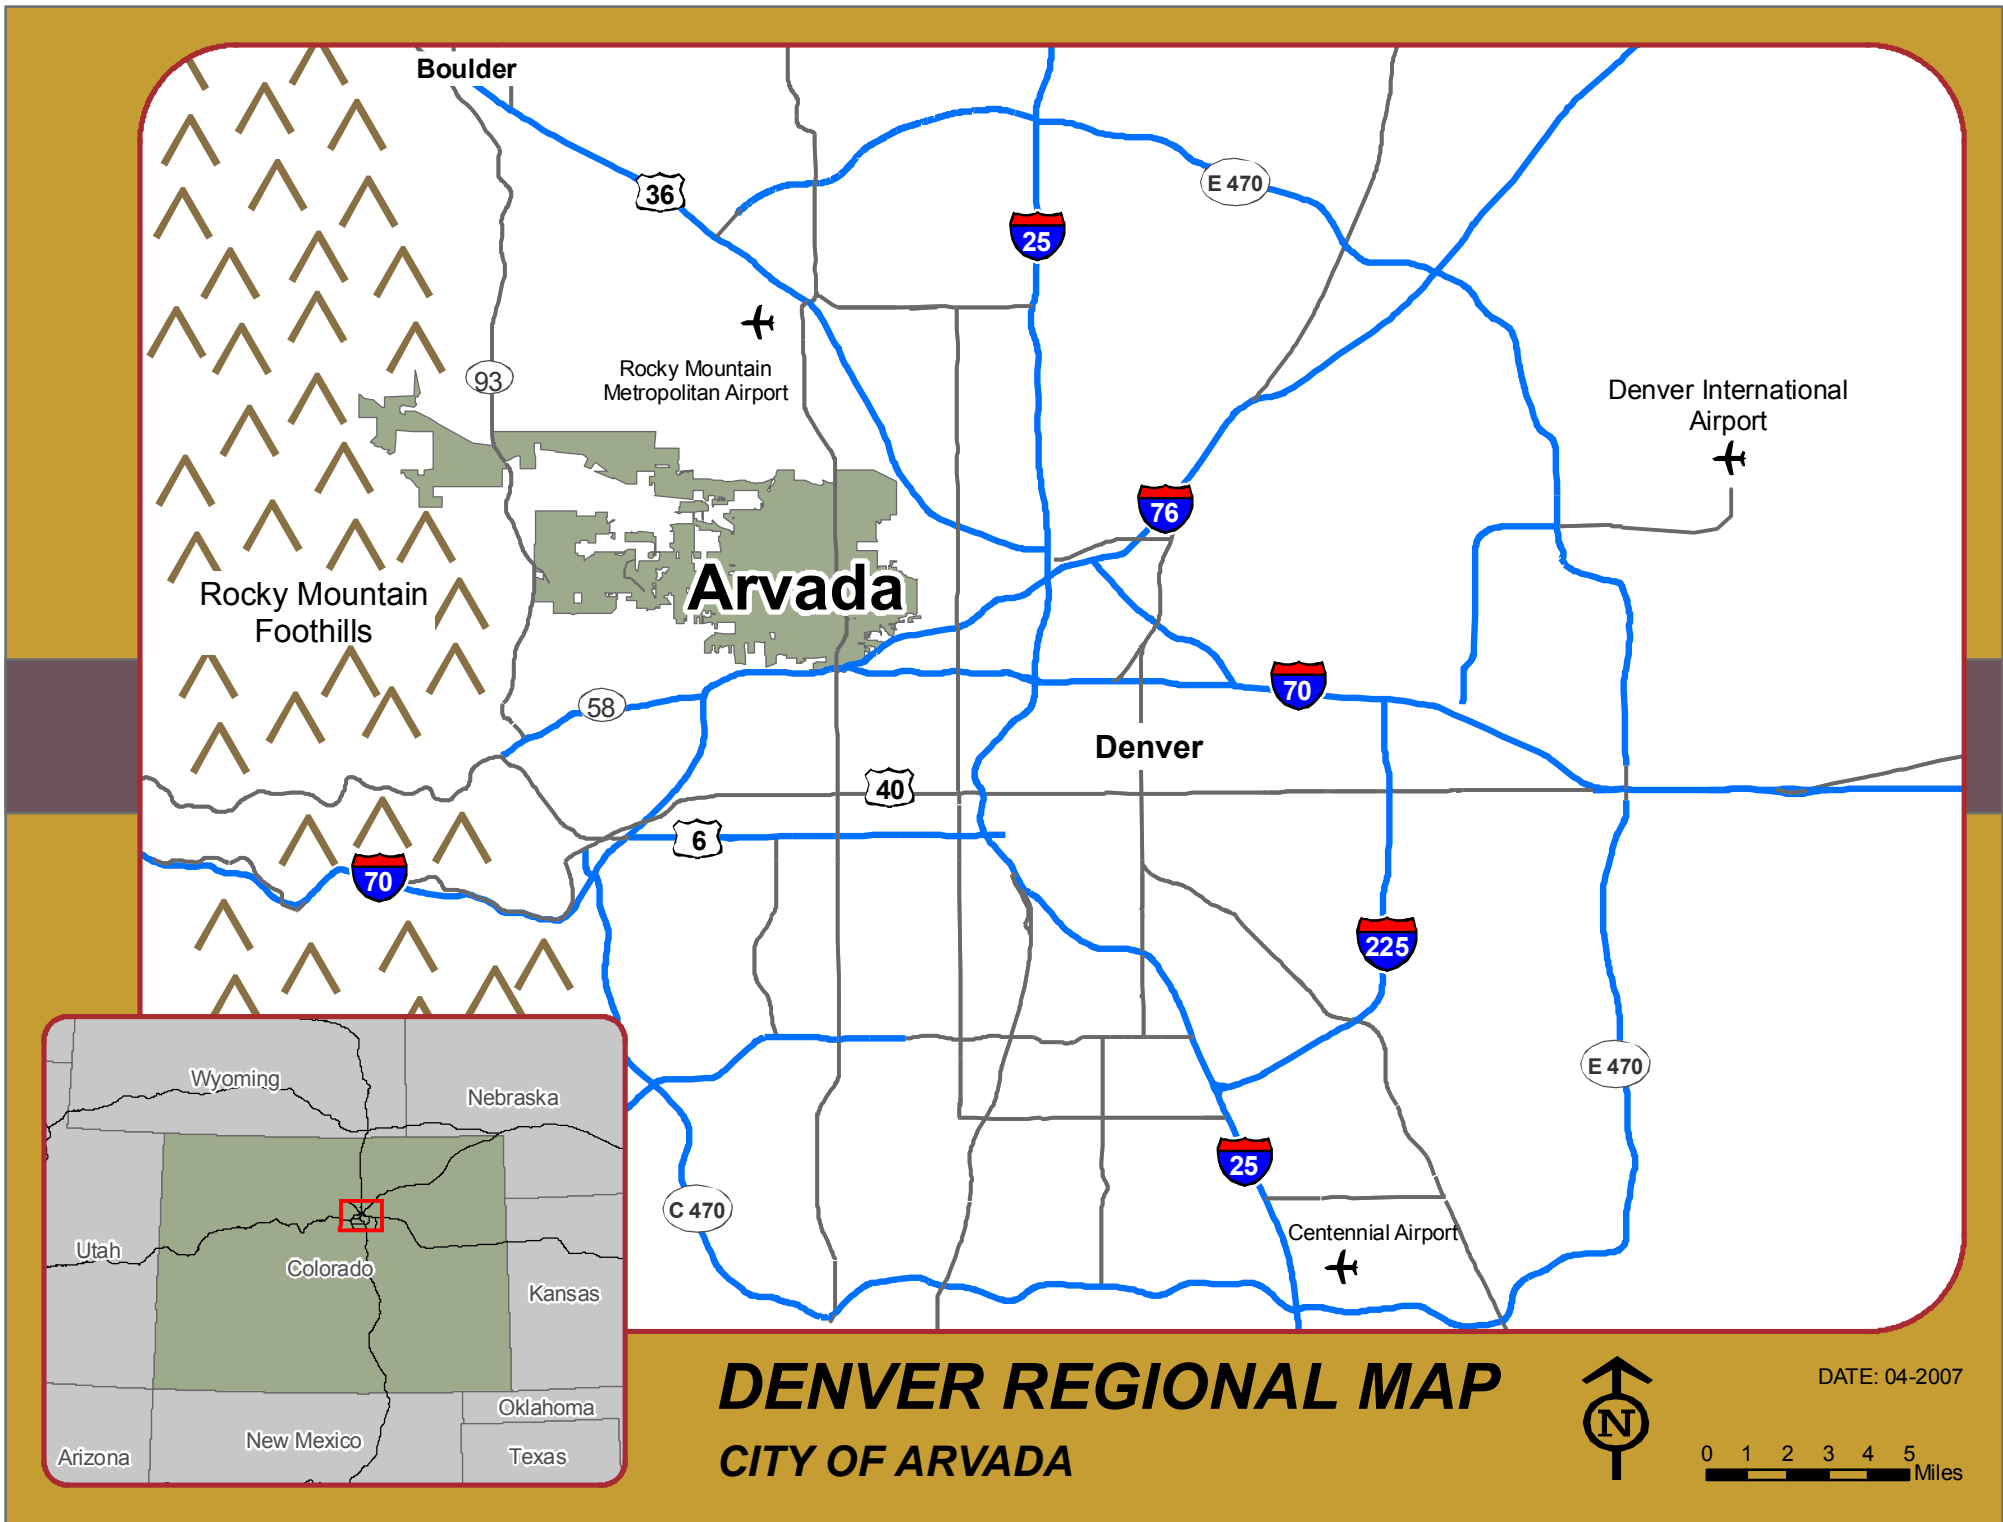 Boulder
36
E 470
25
Rocky Mountain
Metropolitan Airport
93
Denver International
Airport
76
Arvada
Rocky Mountain
Foothills
58
70
Denver
40
6
70
225
E 470
25
C 470
Centennial Airport
Wyoming
Nebraska
Utah
Colorado
Kansas
Oklahoma
New Mexico
Arizona
Texas
DENVER REGIONAL MAP
CITY OF ARVADA
N
DATE: 04-2007
0 1 2 3 4 5
Miles